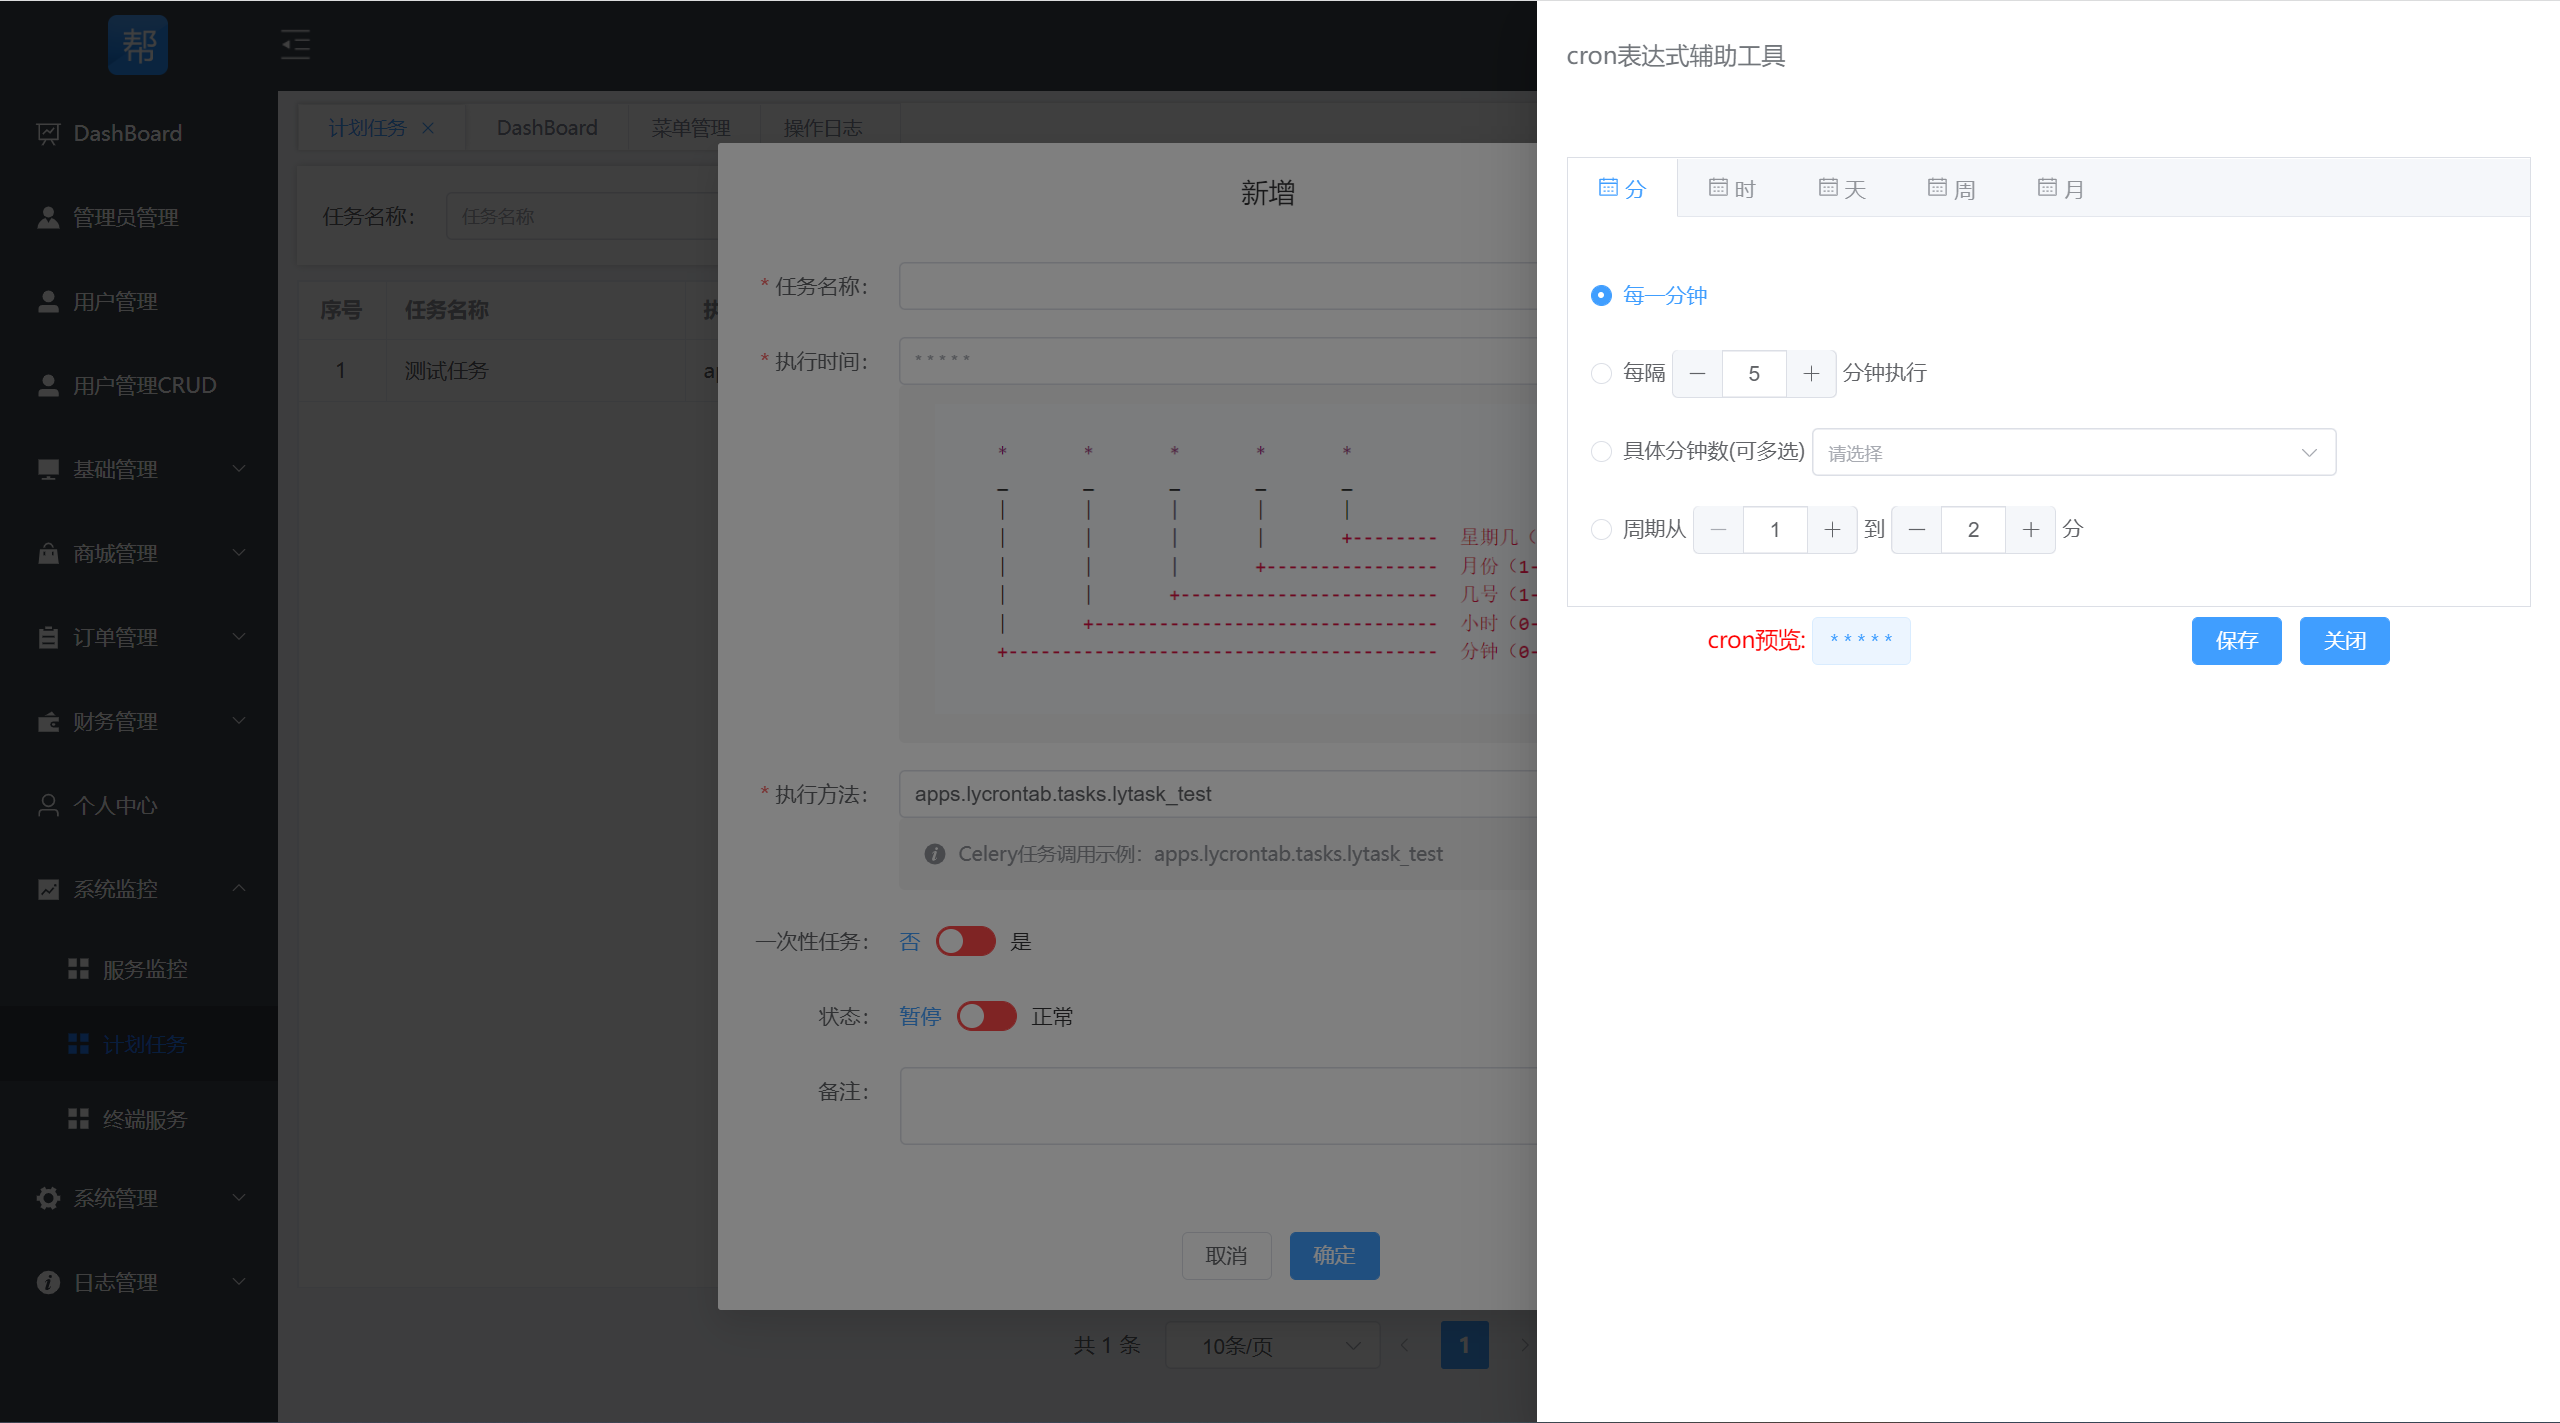 帮
DashBoard
管理员管理
用户管理
用户管理CRUD
基础管理
商城管理
订单管理
财务管理
个人中心
系统监控
服务监控
计划任务
终端服务
系统管理
日志管理
计划任务 DashBoard 菜单管理 操作日志
任务名称: 任务名称
序号 任务名称
1 测试任务
共 1 条 10条/页 1
新增
* 任务名称:
* 执行时间: * * * * *
* * * * *
+-------- 星期几（
+---------------- 月份（1-
+------------------------ 几号（1-
+-------------------------------- 小时（0-
+---------------------------------------- 分钟（0-
* 执行方法: apps.lycrontab.tasks.lytask_test
Celery任务调用示例：apps.lycrontab.tasks.lytask_test
一次性任务: 否 是
状态: 暂停 正常
备注:
取消 确定
cron表达式辅助工具
分 时 天 周 月
每一分钟
每隔 5 分钟执行
具体分钟数(可多选) 请选择
周期从 1 到 2 分
cron预览: * * * * * 保存 关闭